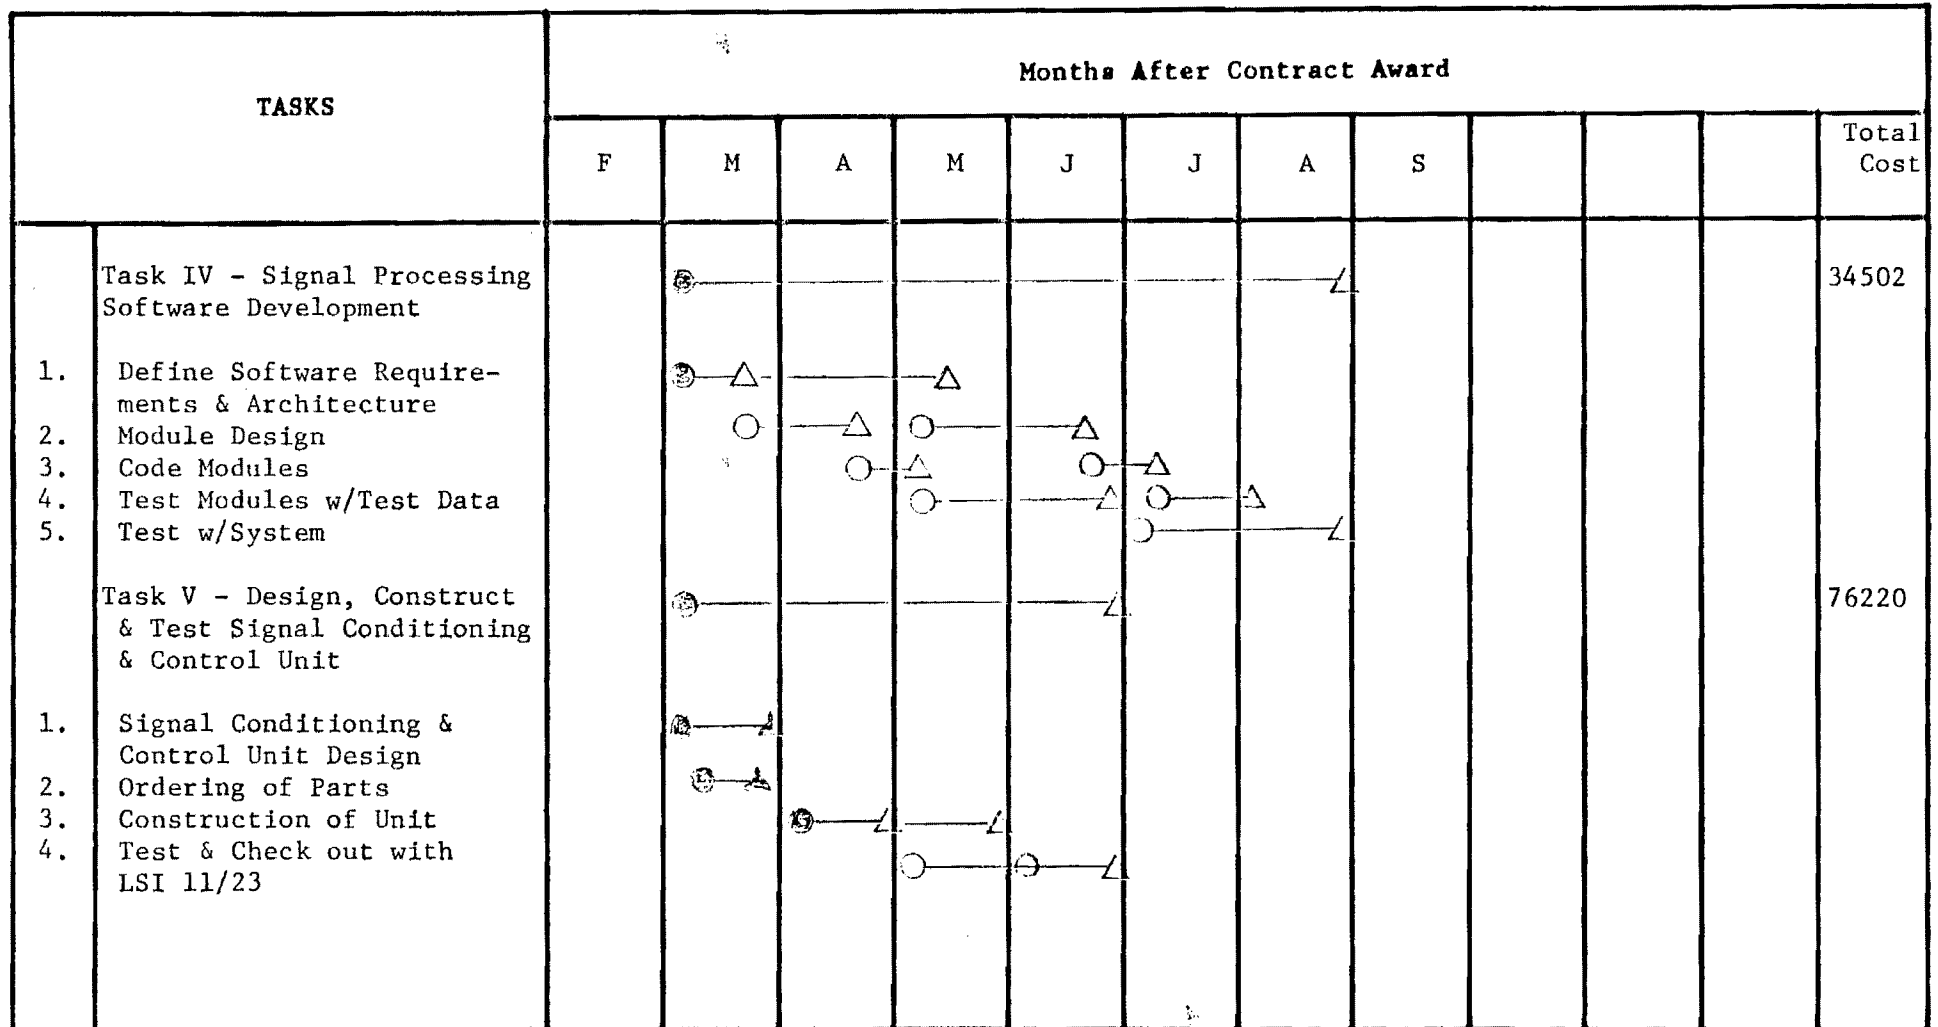 Months After Contract Award
TASKS
F M A M J J A S Total
Cost
Task IV - Signal Processing 34502
Software Development
1. Define Software Require-
ments & Architecture
2. Module Design
3. Code Modules
4. Test Modules w/Test Data
5. Test w/System
Task V - Design, Construct 76220
& Test Signal Conditioning
& Control Unit
1. Signal Conditioning &
Control Unit Design
2. Ordering of Parts
3. Construction of Unit
4. Test & Check out with
LSI 11/23